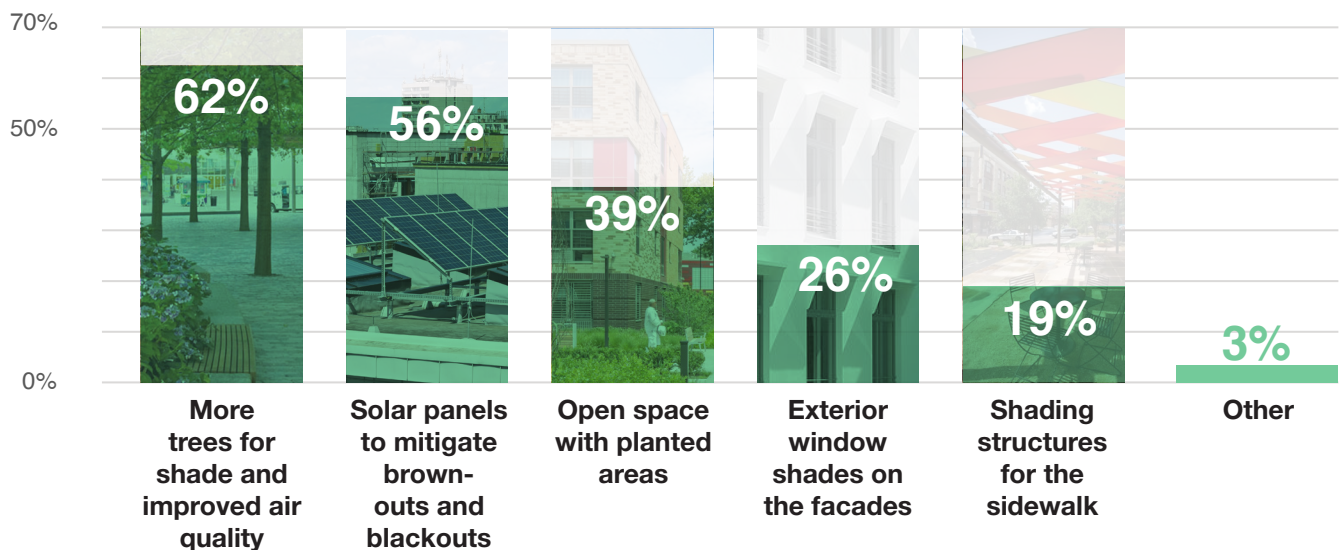 70%
50%
0%
62%
56%
39%
26%
19%
3%
More
trees for
shade and
improved air
quality
Solar panels
to mitigate
brown-
outs and
blackouts
Open space
with planted
areas
Exterior
window
shades on
the facades
Shading
structures
for the
sidewalk
Other